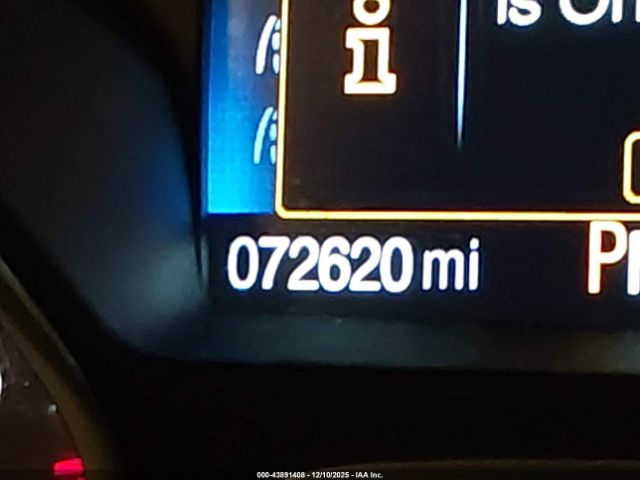 i
is On
072620 mi
000-43891408 - 12/10/2025 - IAA Inc.